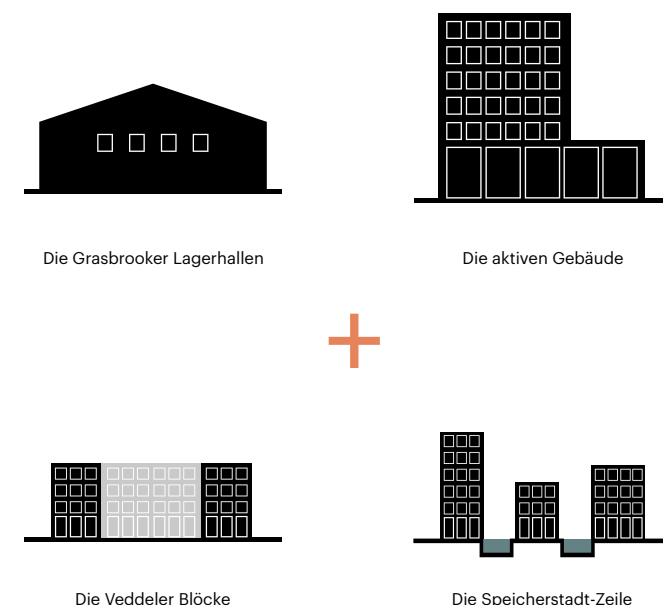 Die Grasbrooker Lagerhallen
Die aktiven Gebäude
Die Veddeler Blöcke
Die Speicherstadt-Zeile